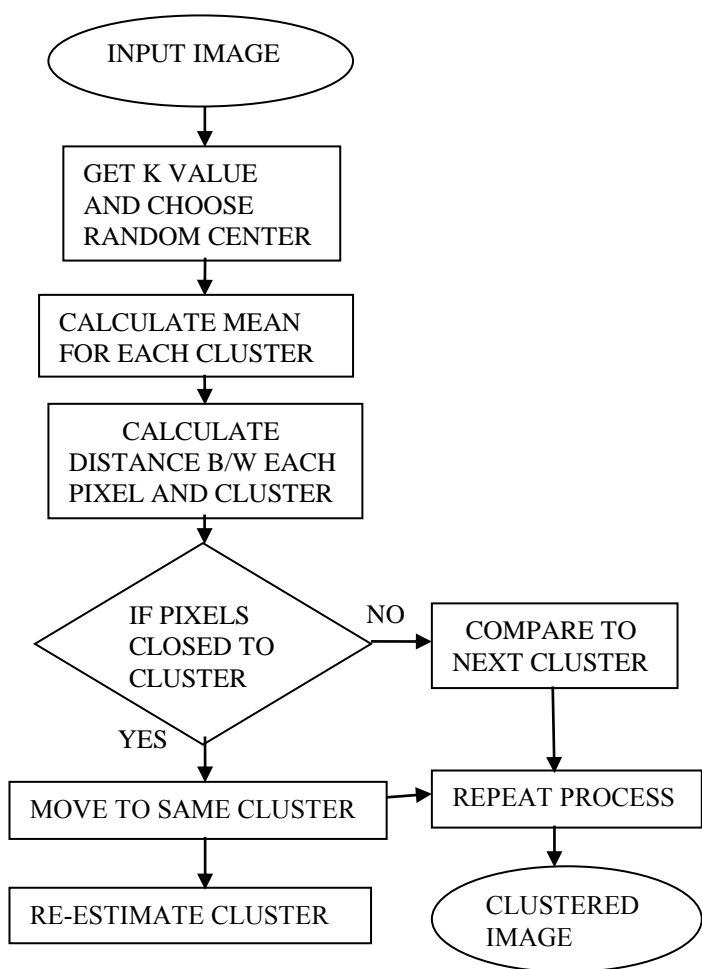 INPUT IMAGE
GET K VALUE
AND CHOOSE
RANDOM CENTER
CALCULATE MEAN
FOR EACH CLUSTER
CALCULATE
DISTANCE B/W EACH
PIXEL AND CLUSTER
IF PIXELS
CLOSED TO
CLUSTER
NO
COMPARE TO
NEXT CLUSTER
YES
MOVE TO SAME CLUSTER
REPEAT PROCESS
RE-ESTIMATE CLUSTER
CLUSTERED
IMAGE